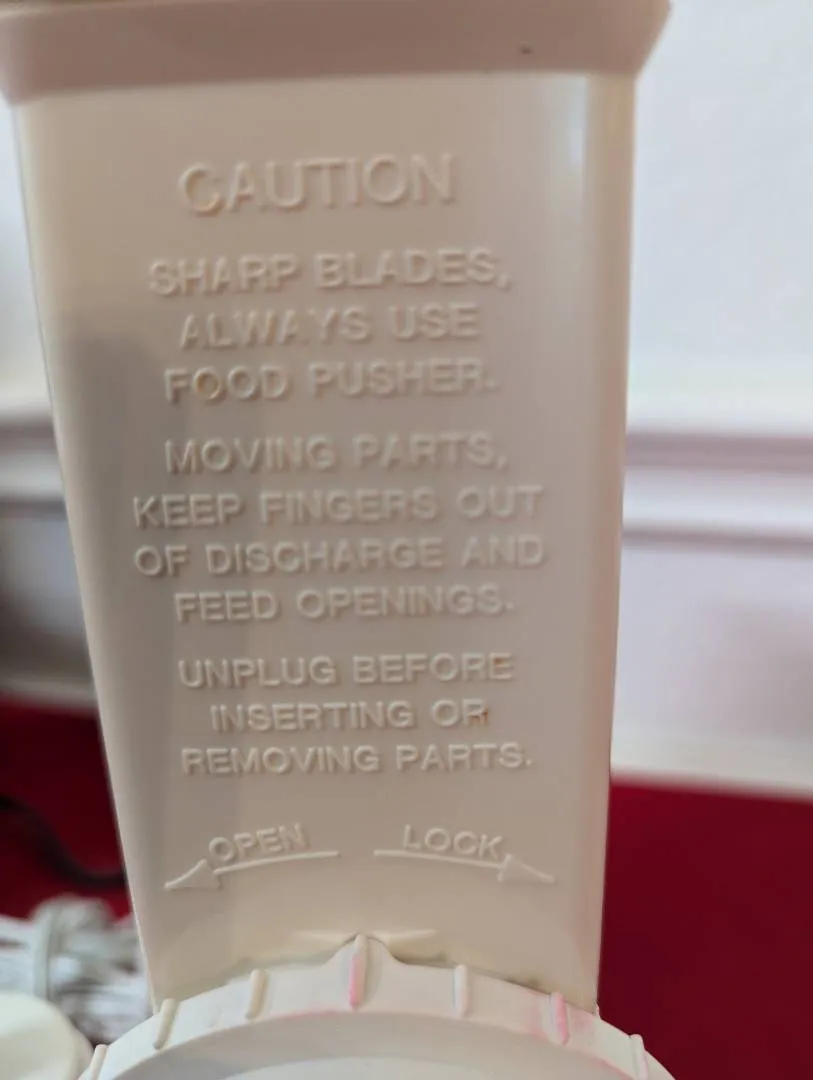 CAUTION
SHARP BLADES,
ALWAYS USE
FOOD PUSHER.
MOVING PARTS,
KEEP FINGERS OUT
OF DISCHARGE AND
FEED OPENINGS.
UNPLUG BEFORE
INSERTING OR
REMOVING PARTS.
OPEN LOCK